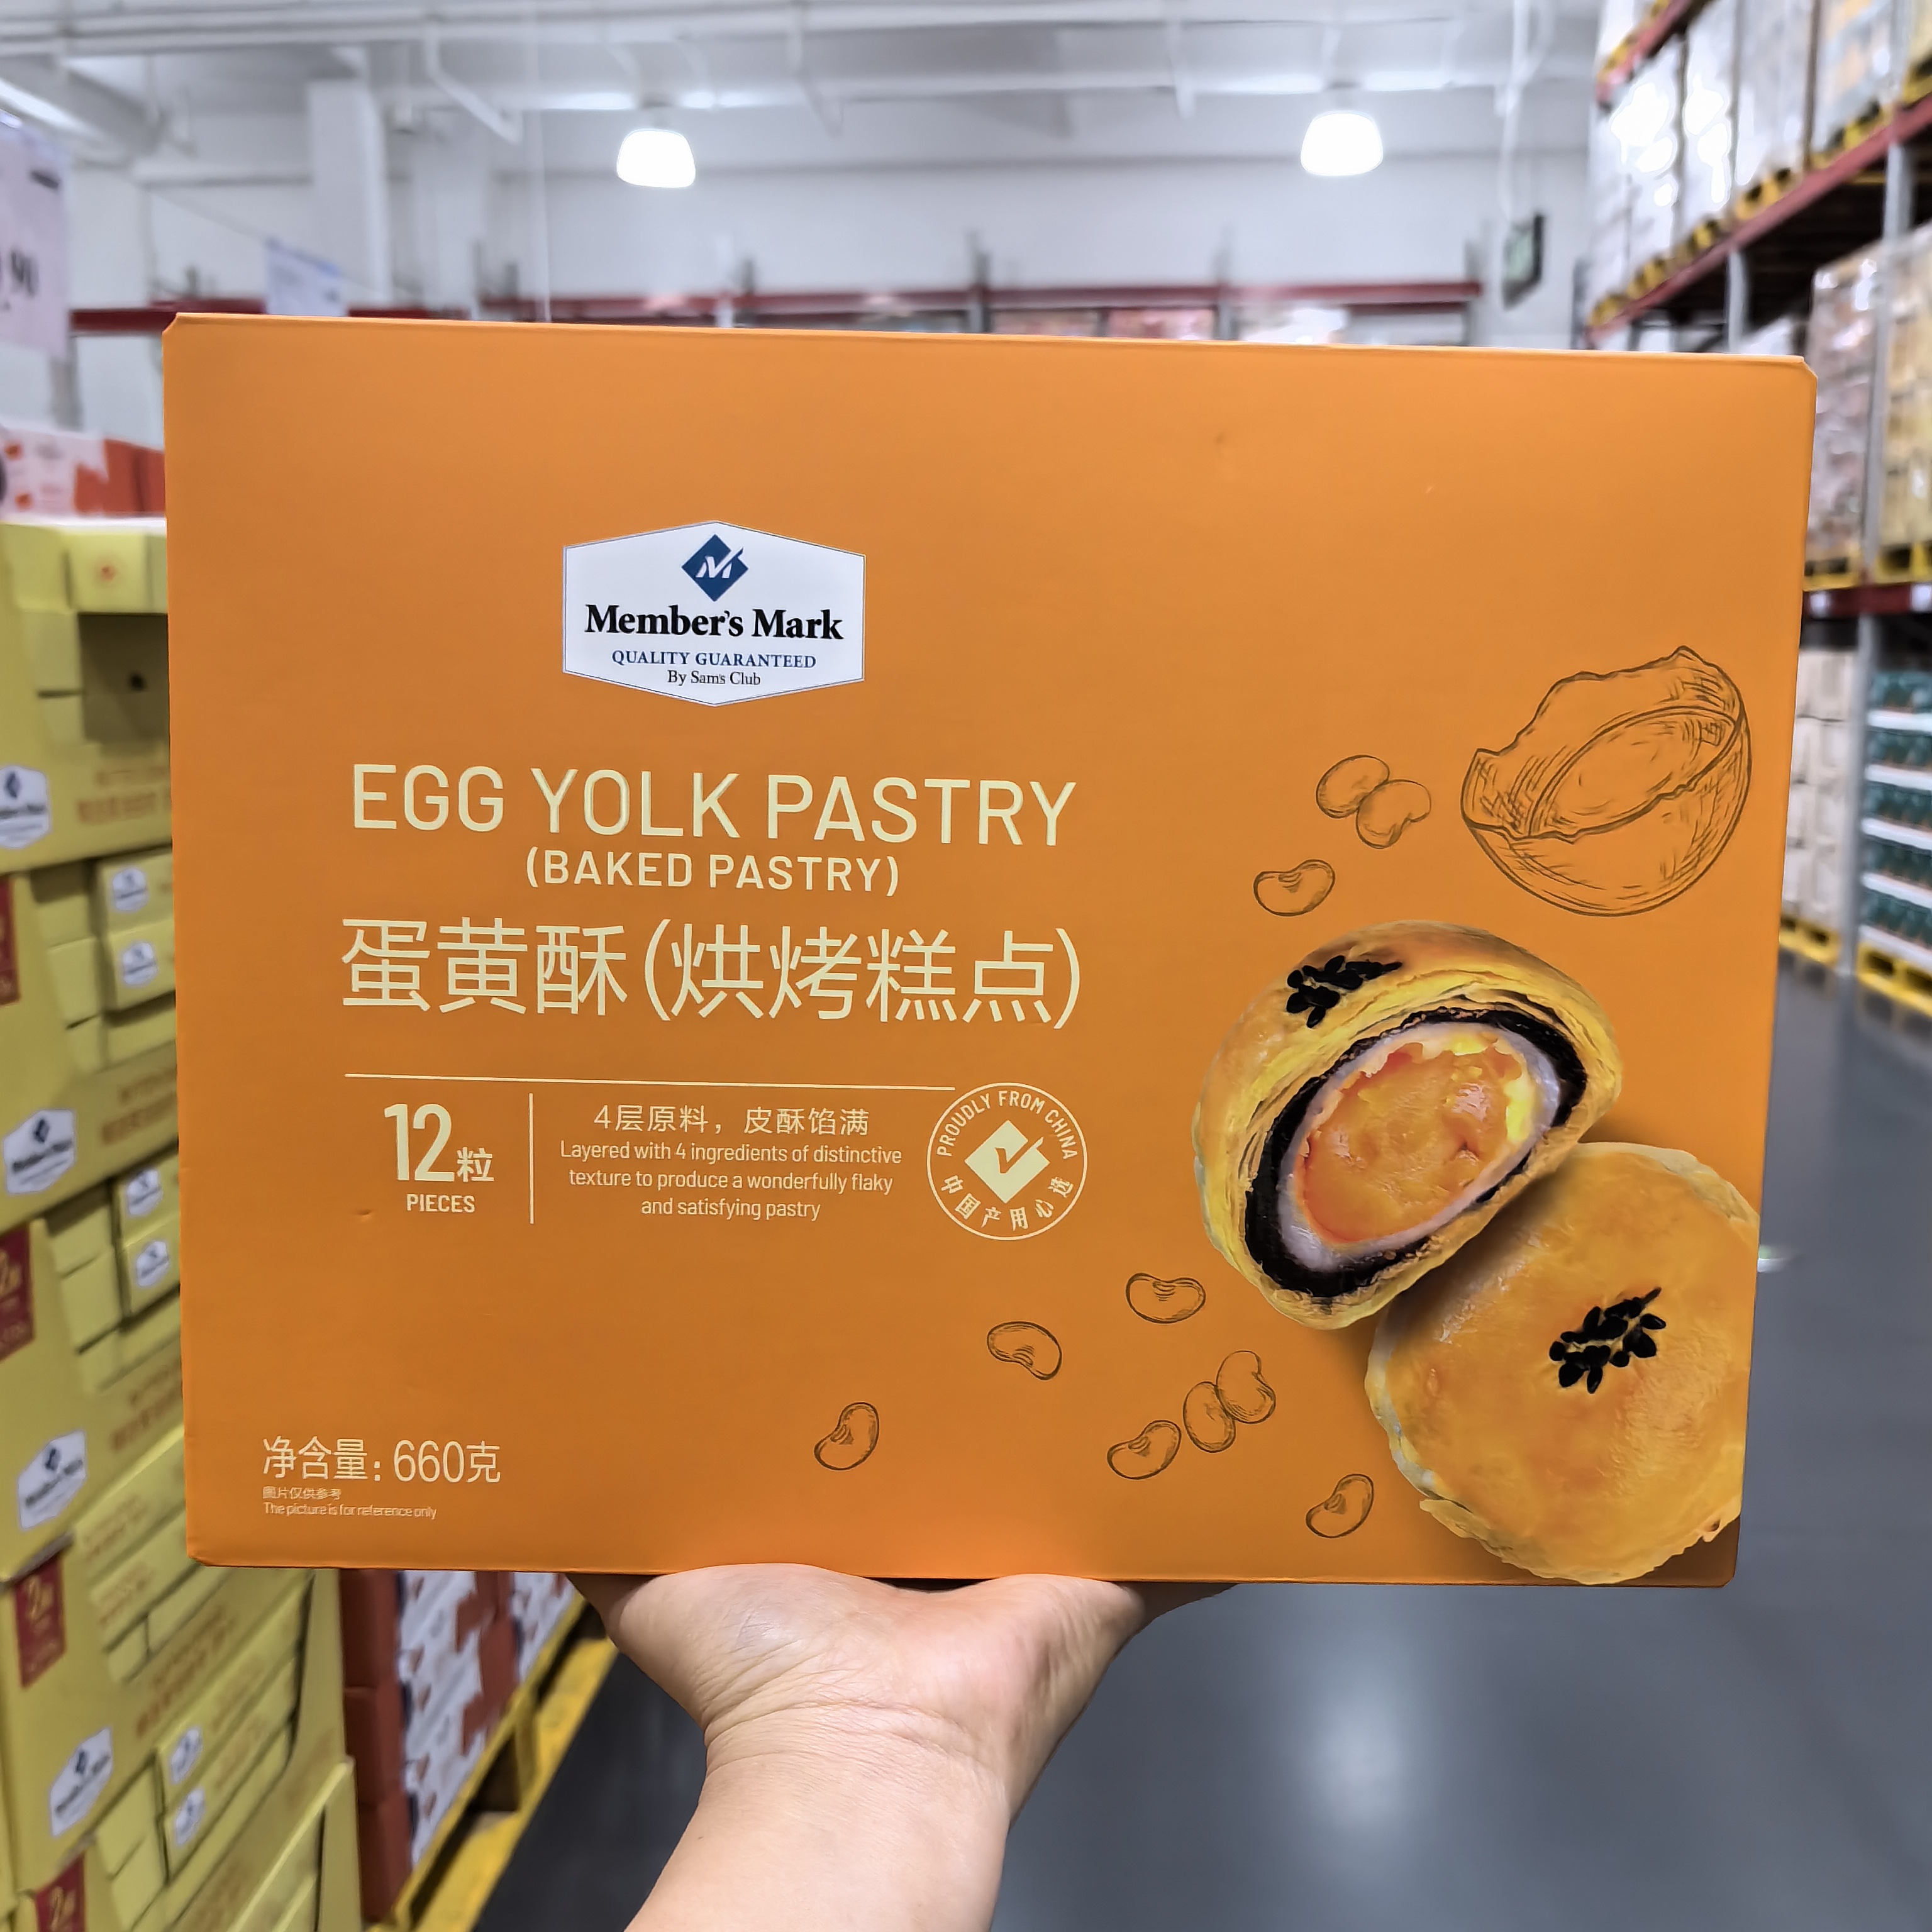 Member's Mark
QUALITY GUARANTEED
By Sam's Club
EGG YOLK PASTRY
(BAKED PASTRY)
蛋黄酥(烘烤糕点)
12粒
PIECES
4层原料，皮酥馅满
Layered with 4 ingredients of distinctive
texture to produce a wonderfully flaky
and satisfying pastry
PROUDLY FROM CHINA
中国产用心选
净含量:660克
图片仅供参考
The picture is for reference only